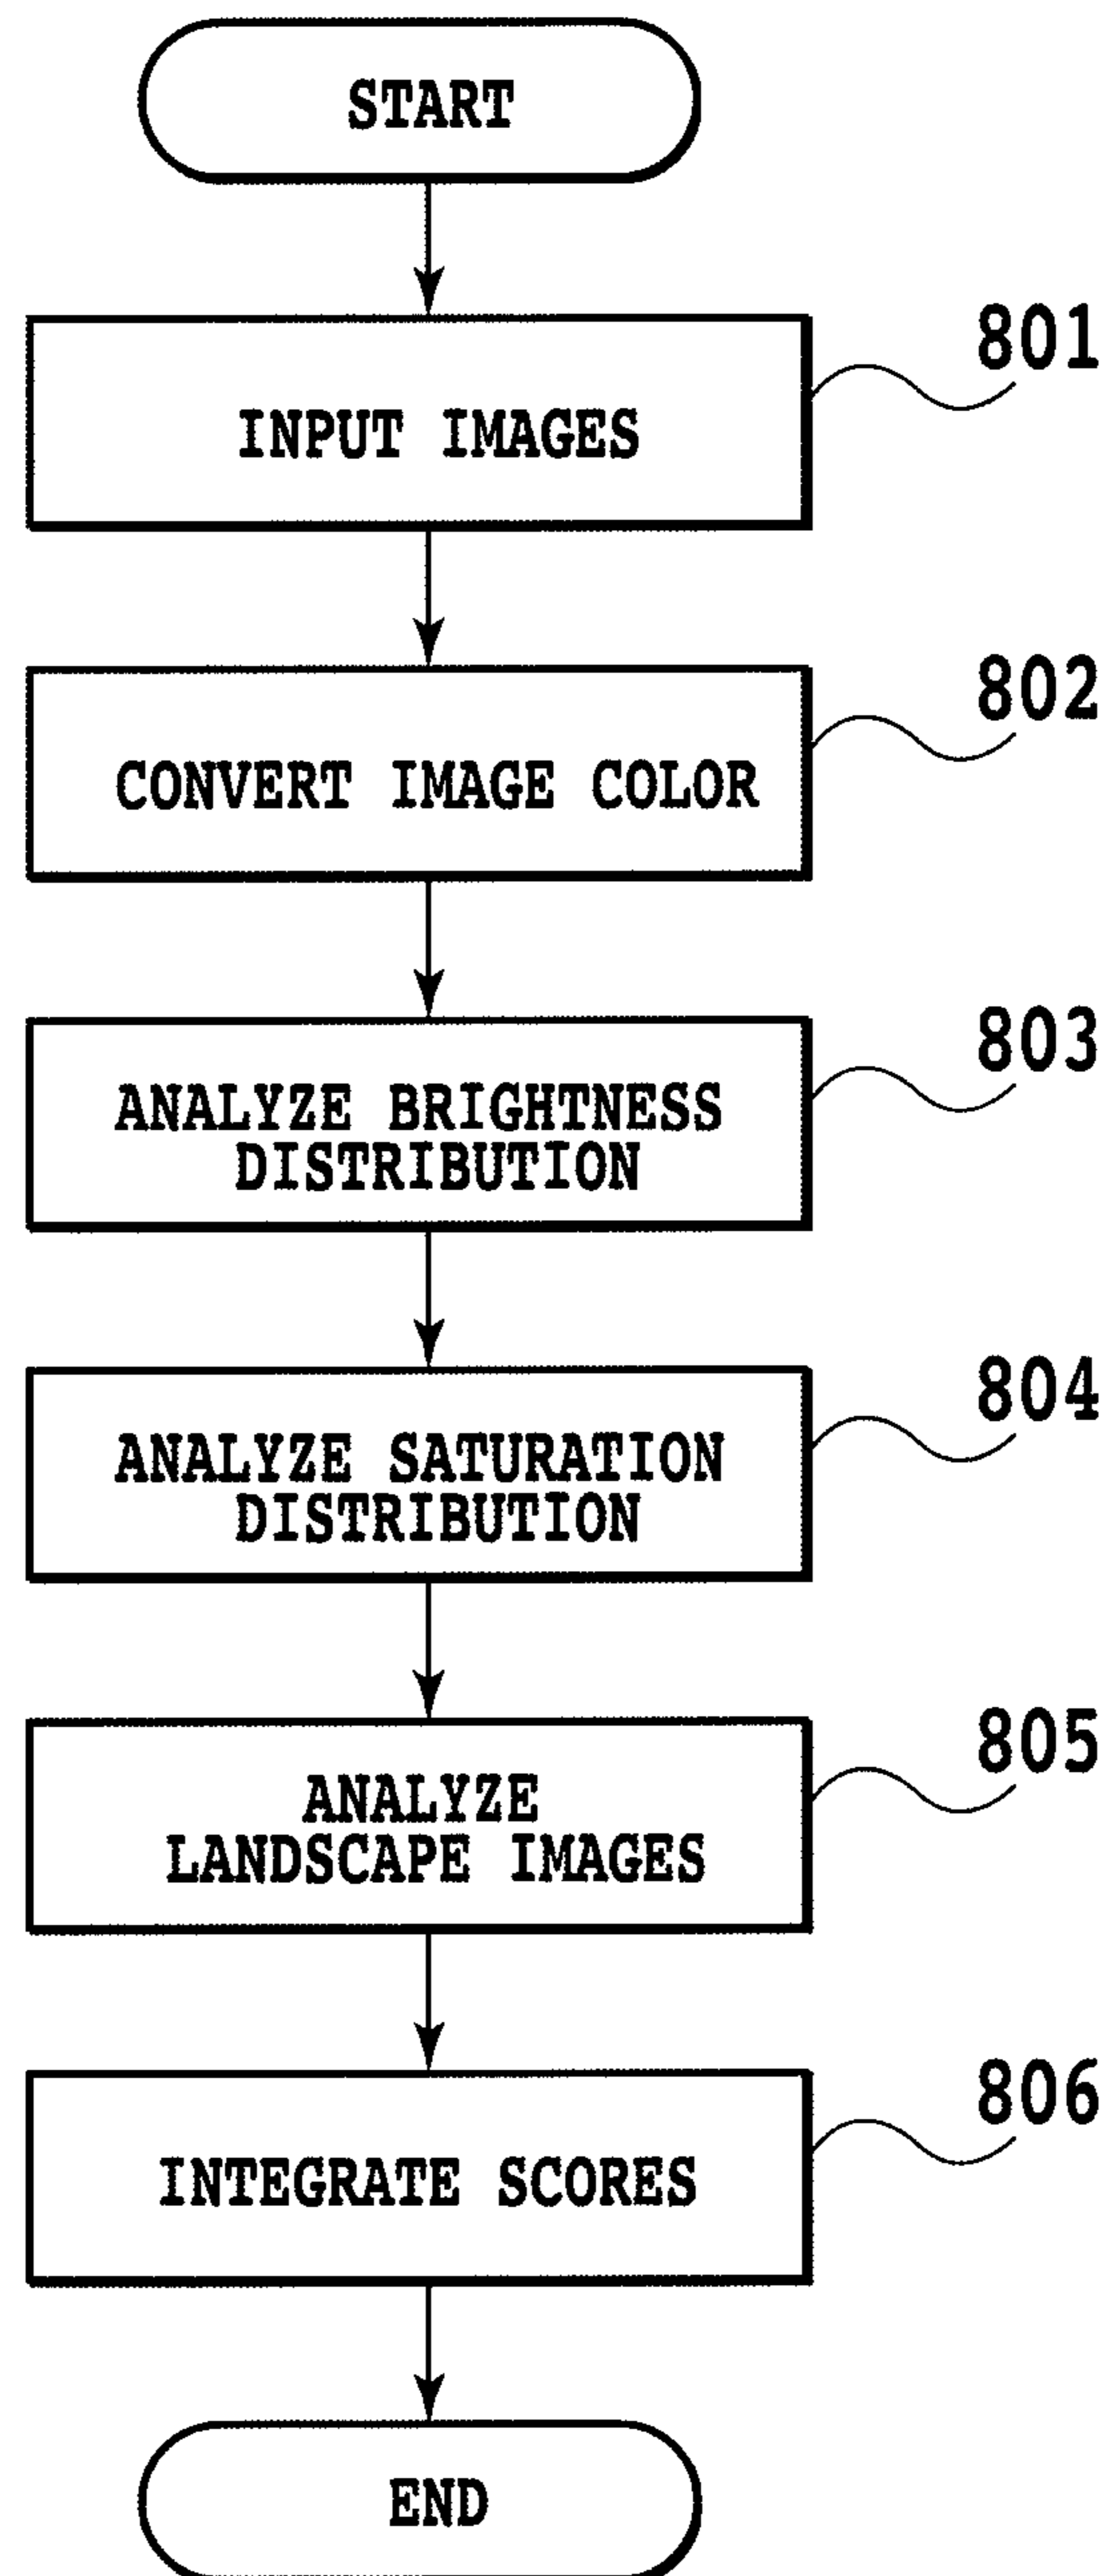 START
801
INPUT IMAGES
802
CONVERT IMAGE COLOR
803
ANALYZE BRIGHTNESS
DISTRIBUTION
804
ANALYZE SATURATION
DISTRIBUTION
805
ANALYZE
LANDSCAPE IMAGES
806
INTEGRATE SCORES
END